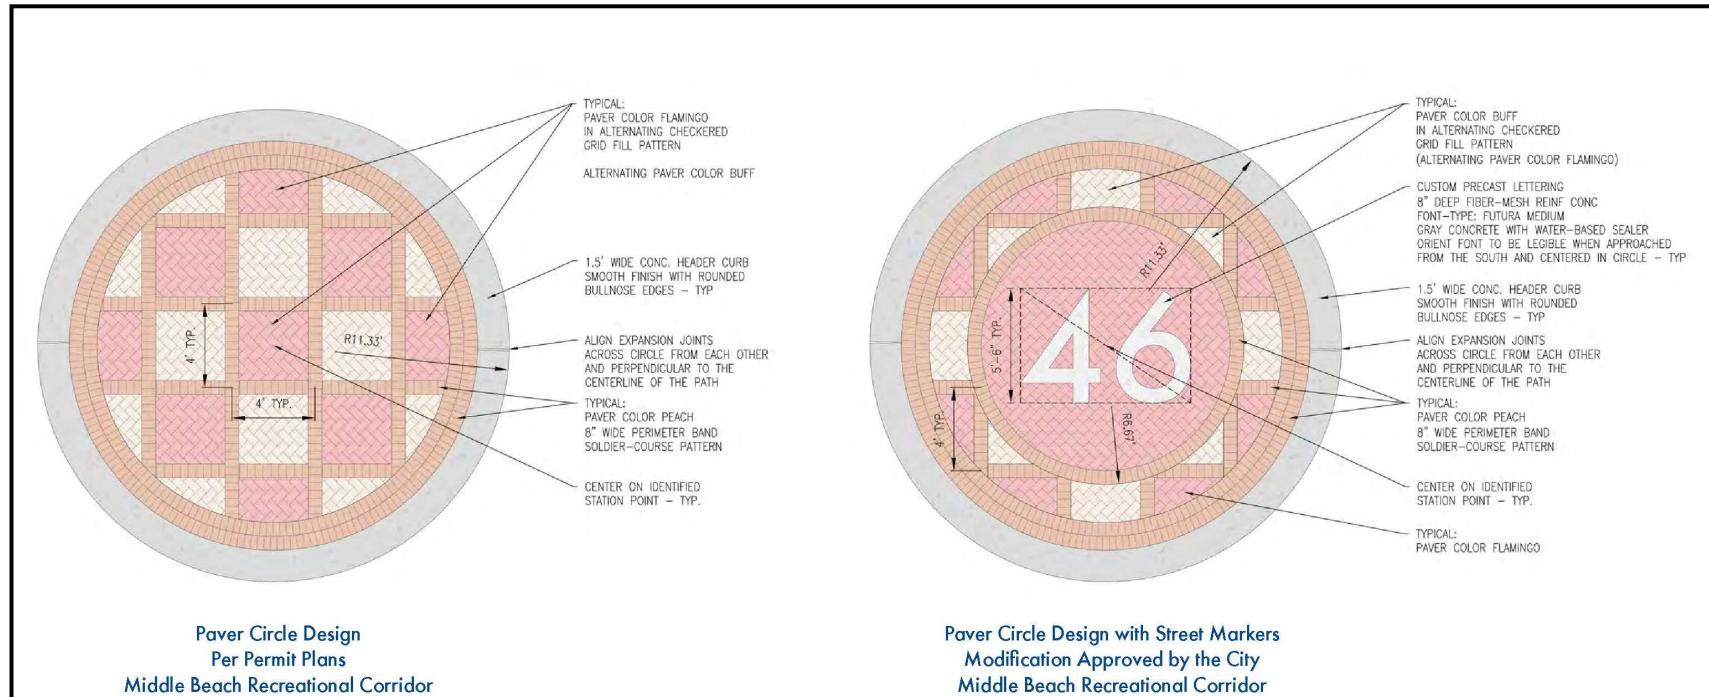 TYPICAL:
PAVER COLOR FLAMINGO
IN ALTERNATING CHECKERED
GRID FILL PATTERN
ALTERNATING PAVER COLOR BUFF
1.5' WIDE CONC. HEADER CURB
SMOOTH FINISH WITH ROUNDED
BULLNOSE EDGES – TYP
ALIGN EXPANSION JOINTS
ACROSS CIRCLE FROM EACH OTHER
AND PERPENDICULAR TO THE
CENTERLINE OF THE PATH
TYPICAL:
PAVER COLOR PEACH
8" WIDE PERIMETER BAND
SOLDIER-COURSE PATTERN
CENTER ON IDENTIFIED
STATION POINT – TYP.
4' TYP.
4' TYP.
R11.33'
Paver Circle Design
Per Permit Plans
Middle Beach Recreational Corridor
TYPICAL:
PAVER COLOR BUFF
IN ALTERNATING CHECKERED
GRID FILL PATTERN
(ALTERNATING PAVER COLOR FLAMINGO)
CUSTOM PRECAST LETTERING
8" DEEP FIBER-MESH REINF CONC
FONT-TYPE: FUTURA MEDIUM
GRAY CONCRETE WITH WATER-BASED SEALER
ORIENT FONT TO BE LEGIBLE WHEN APPROACHED
FROM THE SOUTH AND CENTERED IN CIRCLE – TYP
1.5' WIDE CONC. HEADER CURB
SMOOTH FINISH WITH ROUNDED
BULLNOSE EDGES – TYP
ALIGN EXPANSION JOINTS
ACROSS CIRCLE FROM EACH OTHER
AND PERPENDICULAR TO THE
CENTERLINE OF THE PATH
TYPICAL:
PAVER COLOR PEACH
8" WIDE PERIMETER BAND
SOLDIER-COURSE PATTERN
CENTER ON IDENTIFIED
STATION POINT – TYP.
TYPICAL:
PAVER COLOR FLAMINGO
R11.33'
5'-6" TYP.
46
4' TYP.
R6.67'
Paver Circle Design with Street Markers
Modification Approved by the City
Middle Beach Recreational Corridor